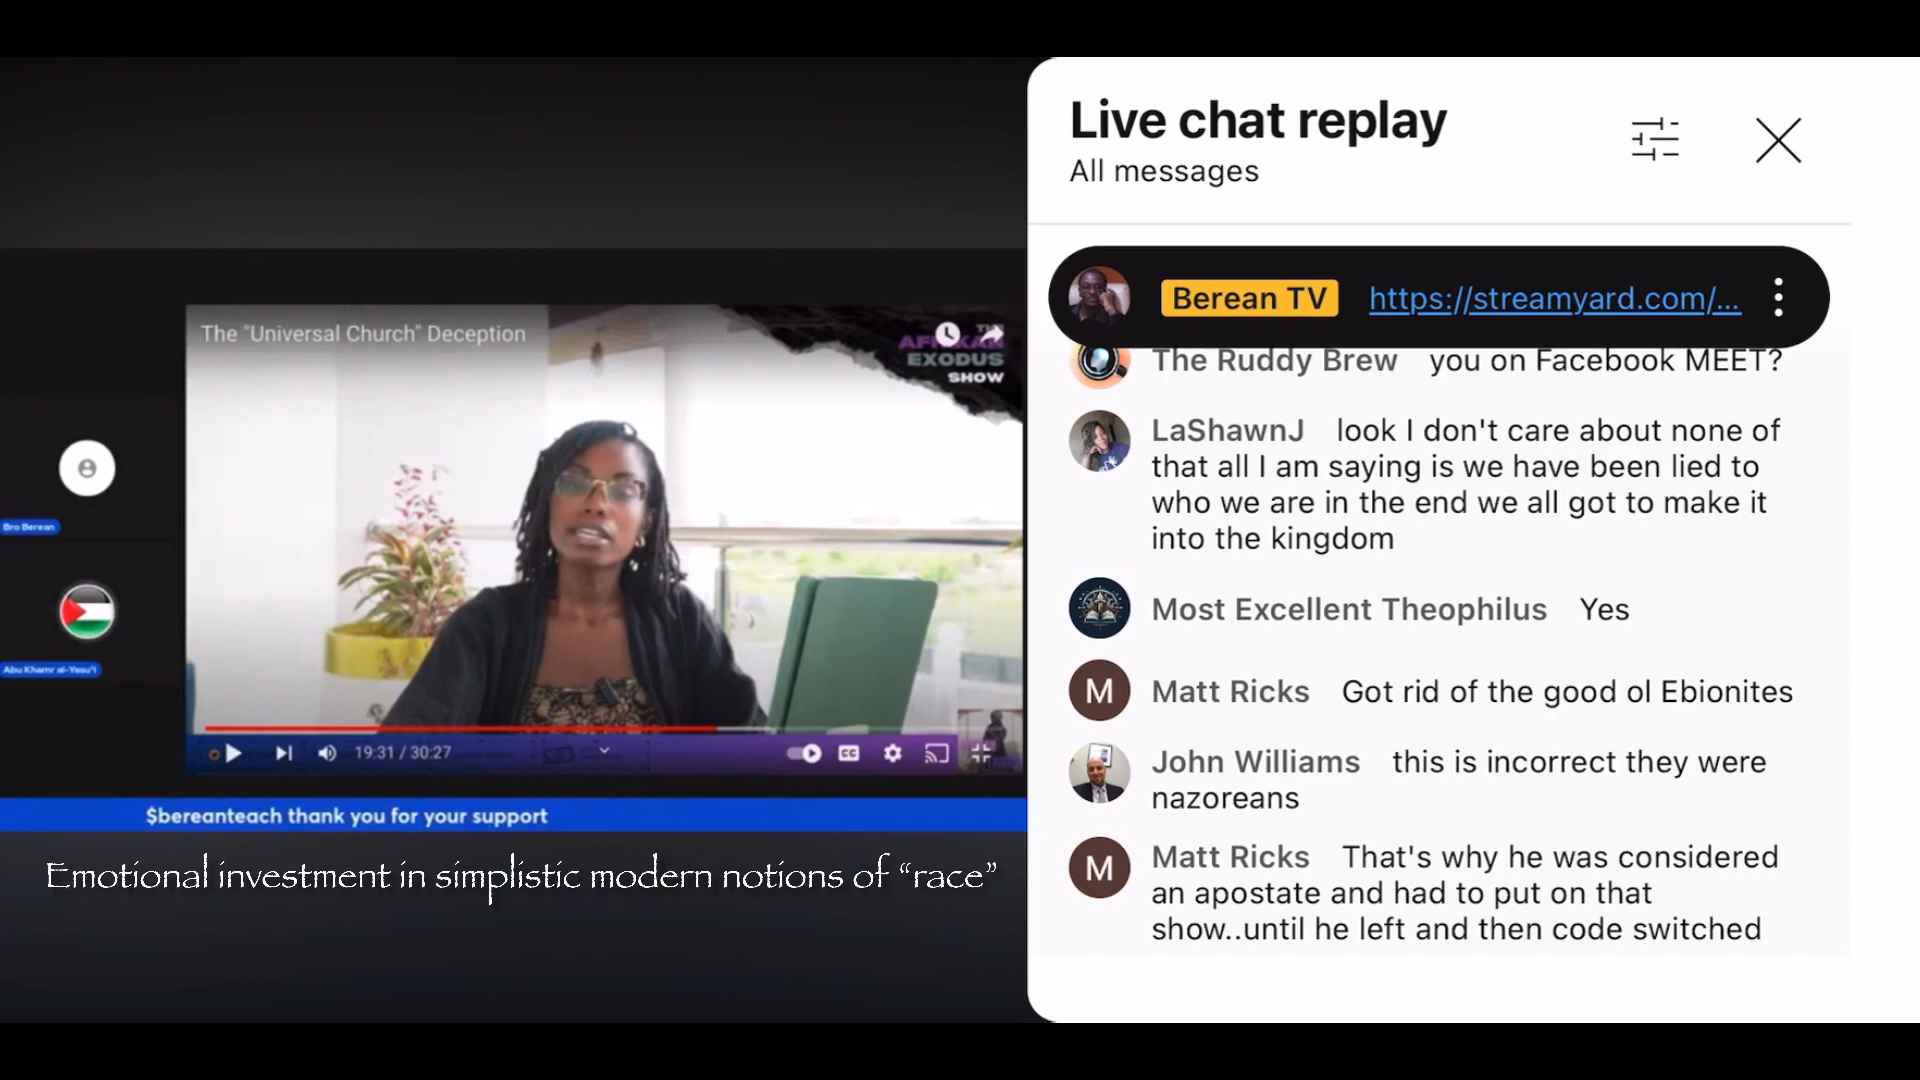 The "Universal Church" Deception
THE
AFRIKAN
EXODUS
SHOW
Bro Berean
Abu Khamr al-Yasu'i
19:31 / 30:27
CC
$bereanteach thank you for your support
Emotional investment in simplistic modern notions of “race”
Live chat replay
All messages
Berean TV https://streamyard.com/...
The Ruddy Brew you on Facebook MEET?
LaShawnJ look I don't care about none of
that all I am saying is we have been lied to
who we are in the end we all got to make it
into the kingdom
Most Excellent Theophilus Yes
M
Matt Ricks Got rid of the good ol Ebionites
John Williams this is incorrect they were
nazoreans
M
Matt Ricks That's why he was considered
an apostate and had to put on that
show..until he left and then code switched